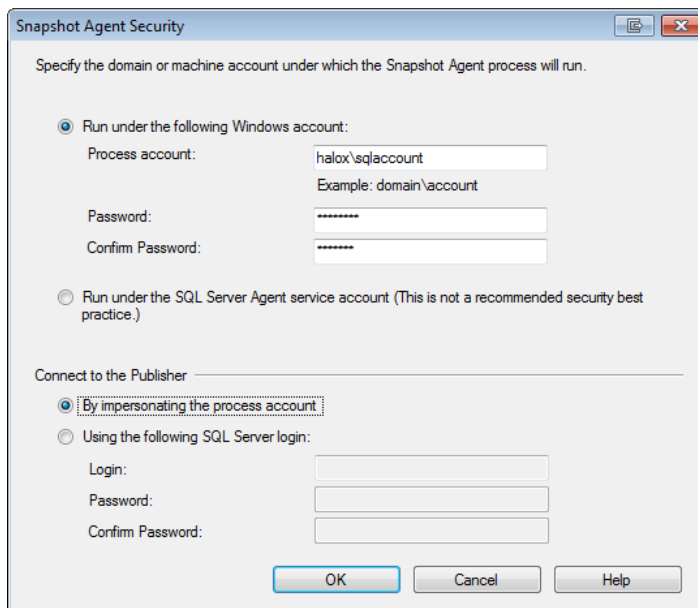 Snapshot Agent Security
Specify the domain or machine account under which the Snapshot Agent process will run.
Run under the following Windows account:
Process account:
halox\sqlaccount
Example: domain\account
Password:
********
Confirm Password:
*******
Run under the SQL Server Agent service account (This is not a recommended security best
practice.)
Connect to the Publisher
By impersonating the process account
Using the following SQL Server login:
Login:
Password:
Confirm Password:
OK
Cancel
Help